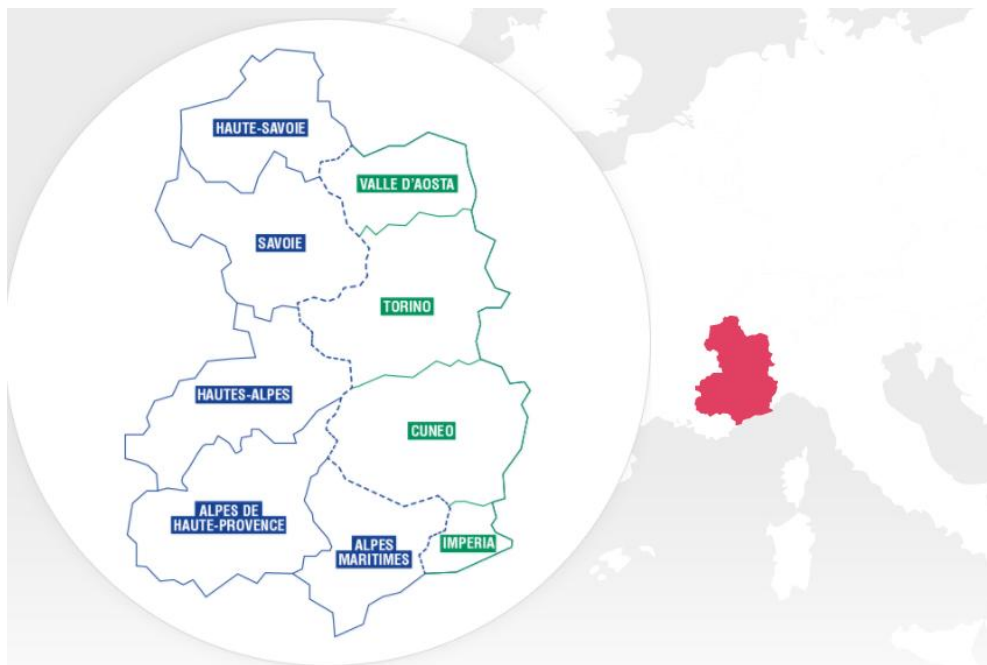 HAUTE-SAVOIE
VALLE D'AOSTA
SAVOIE
TORINO
HAUTES-ALPES
CUNEO
ALPES DE
HAUTE-PROVENCE
ALPES
MARITIMES
IMPERIA